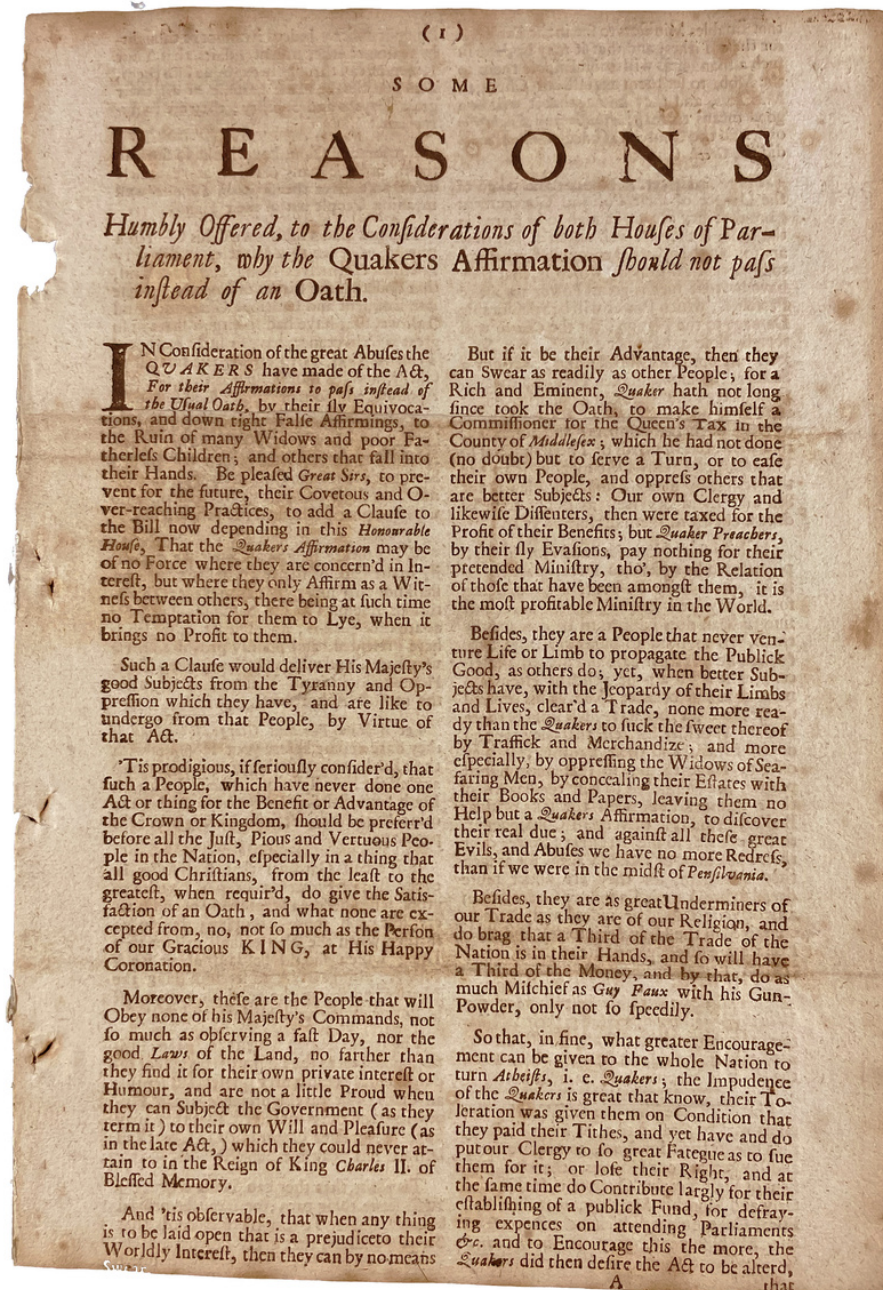 (1)
SOME
REASONS
Humbly Offered, to the Conſiderations of both Houſes of Par-
liament, why the Quakers Affirmation ſhould not paſs
inſtead of an Oath.
IN Conſideration of the great Abuſes the
QUAKERS have made of the Act,
For their Affirmations to paſs inſtead of
the Uſual Oath, by their ſly Equivoca-
tions, and down right Falſe Affirmings, to
the Ruin of many Widows and poor Fa-
therleſs Children; and others that fall into
their Hands. Be pleaſed Great Sirs, to pre-
vent for the future, their Covetous and O-
ver-reaching Practices, to add a Clauſe to
the Bill now depending in this Honourable
Houſe, That the Quakers Affirmation may be
of no Force where they are concern'd in In-
tereſt, but where they only Affirm as a Wit-
neſs between others, there being at ſuch time
no Temptation for them to Lye, when it
brings no Profit to them.
Such a Clauſe would deliver His Majeſty's
good Subjects from the Tyranny and Op-
preſſion which they have, and are like to
undergo from that People, by Virtue of
that Act.
'Tis prodigious, if ſeriouſly conſider'd, that
ſuch a People, which have never done one
Act or thing for the Benefit or Advantage of
the Crown or Kingdom, ſhould be preferr'd
before all the Juſt, Pious and Vertuous Peo-
ple in the Nation, eſpecially in a thing that
all good Chriſtians, from the leaſt to the
greateſt, when requir'd, do give the Satis-
faction of an Oath, and what none are ex-
cepted from, no, not ſo much as the Perſon
of our Gracious KING, at His Happy
Coronation.
Moreover, theſe are the People that will
Obey none of his Majeſty's Commands, not
ſo much as obſerving a faſt Day, nor the
good Laws of the Land, no farther than
they find it for their own private intereſt or
Humour, and are not a little Proud when
they can Subject the Government (as they
term it) to their own Will and Pleaſure (as
in the late Act,) which they could never at-
tain to in the Reign of King Charles II. of
Bleſſed Memory.
And 'tis obſervable, that when any thing
is to be laid open that is a prejudiceto their
Worldly Intereſt, then they can by no means
Swear
But if it be their Advantage, then they
can Swear as readily as other People; for a
Rich and Eminent, Quaker hath not long
ſince took the Oath, to make himſelf a
Commiſſioner for the Queen's Tax in the
County of Middleſex; which he had not done
(no doubt) but to ſerve a Turn, or to eaſe
their own People, and oppreſs others that
are better Subjects: Our own Clergy and
likewiſe Diſſenters, then were taxed for the
Profit of their Benefits; but Quaker Preachers,
by their ſly Evaſions, pay nothing for their
pretended Miniſtry, tho', by the Relation
of thoſe that have been amongſt them, it is
the moſt profitable Miniſtry in the World.
Beſides, they are a People that never ven-
ture Life or Limb to propagate the Publick
Good, as others do; yet, when better Sub-
jects have, with the Jeopardy of their Limbs
and Lives, clear'd a Trade, none more rea-
dy than the Quakers to ſuck the ſweet thereof
by Traffick and Merchandize; and more
eſpecially, by oppreſſing the Widows of Sea-
faring Men, by concealing their Eſtates with
their Books and Papers, leaving them no
Help but a Quakers Affirmation, to diſcover
their real due; and againſt all theſe great
Evils, and Abuſes we have no more Redreſs,
than if we were in the midſt of Penſilvania.
Beſides, they are as greatUnderminers of
our Trade as they are of our Religion, and
do brag that a Third of the Trade of the
Nation is in their Hands, and ſo will have
a Third of the Money, and by that, do as
much Miſchief as Guy Faux with his Gun-
Powder, only not ſo ſpeedily.
So that, in fine, what greater Encourage-
ment can be given to the whole Nation to
turn Atheiſts, i. e. Quakers; the Impudence
of the Quakers is great that know, their To-
leration was given them on Condition that
they paid their Tithes, and yet have and do
put our Clergy to ſo great Fategue as to ſue
them for it; or loſe their Right, and at
the ſame time do Contribute largly for their
eſtabliſhing of a publick Fund, for defray-
ing expences on attending Parliaments
&c. and to Encourage this the more, the
Quakers did then deſire the Act to be alterd,
A
that